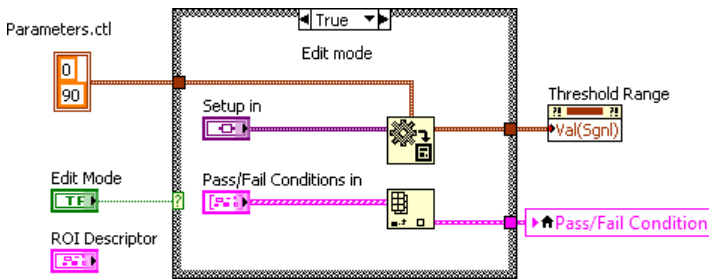 True
Parameters.ctl
Edit mode
0
90
Setup in
Threshold Range
?!
?!
Val(Sgnl)
Edit Mode
TF
?
Pass/Fail Conditions in
ROI Descriptor
Pass/Fail Condition